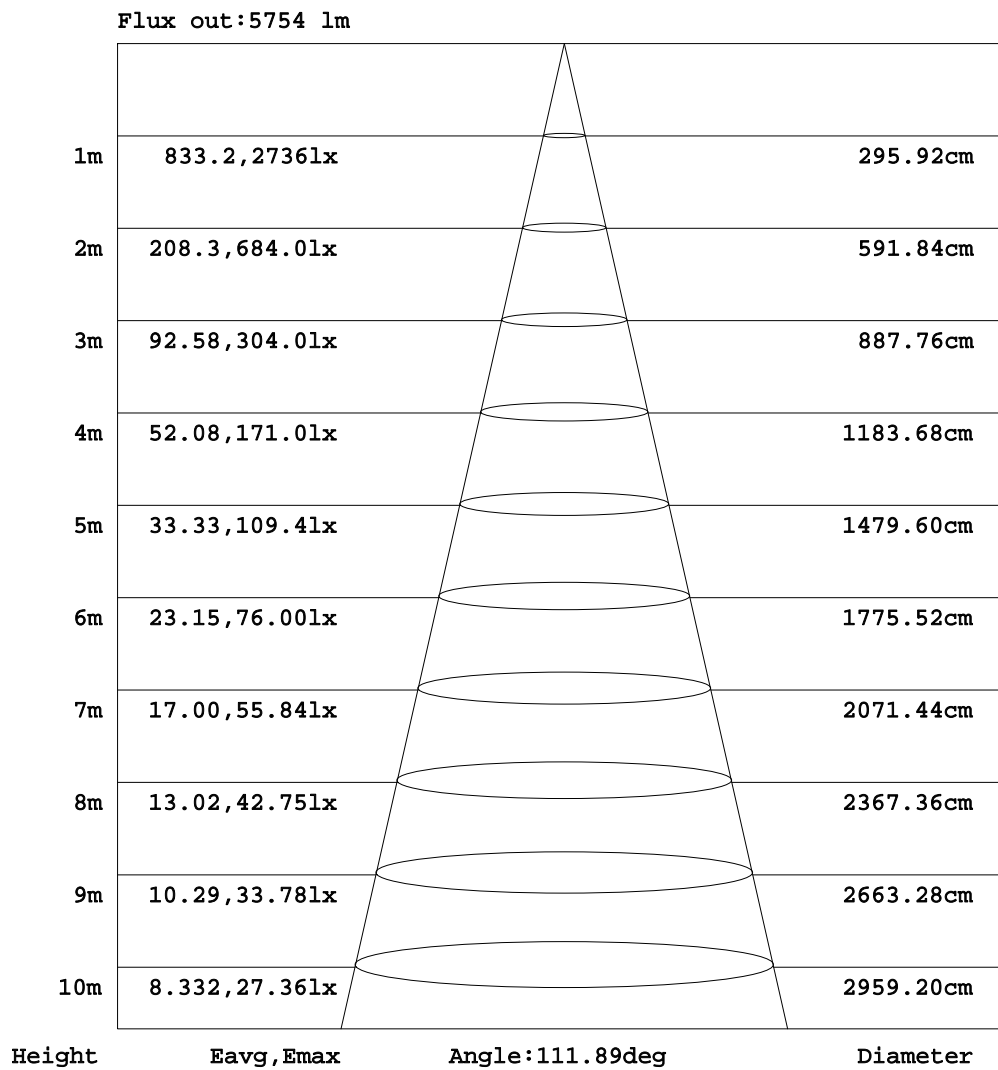 Flux out:5754 lm
1m 833.2,2736lx 295.92cm
2m 208.3,684.0lx 591.84cm
3m 92.58,304.0lx 887.76cm
4m 52.08,171.0lx 1183.68cm
5m 33.33,109.4lx 1479.60cm
6m 23.15,76.00lx 1775.52cm
7m 17.00,55.84lx 2071.44cm
8m 13.02,42.75lx 2367.36cm
9m 10.29,33.78lx 2663.28cm
10m 8.332,27.36lx 2959.20cm
Height Eavg,Emax Angle:111.89deg Diameter